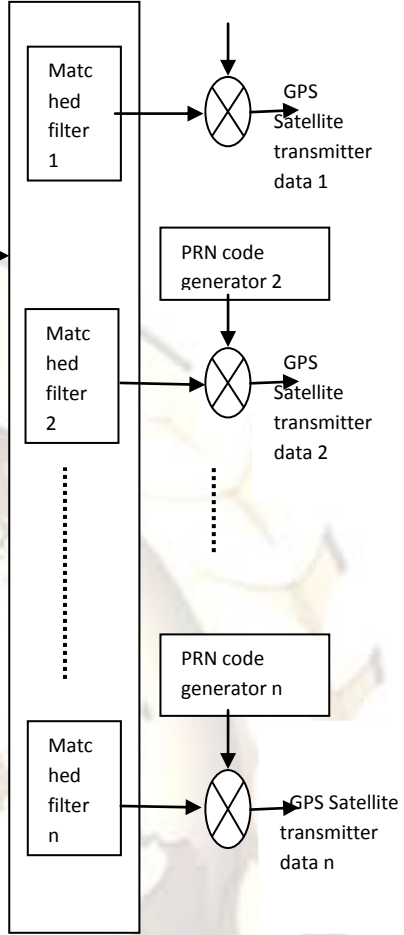 Matc
hed
filter
1
GPS
Satellite
transmitter
data 1
PRN code
generator 2
Matc
hed
filter
2
GPS
Satellite
transmitter
data 2
PRN code
generator n
Matc
hed
filter
n
GPS Satellite
transmitter
data n